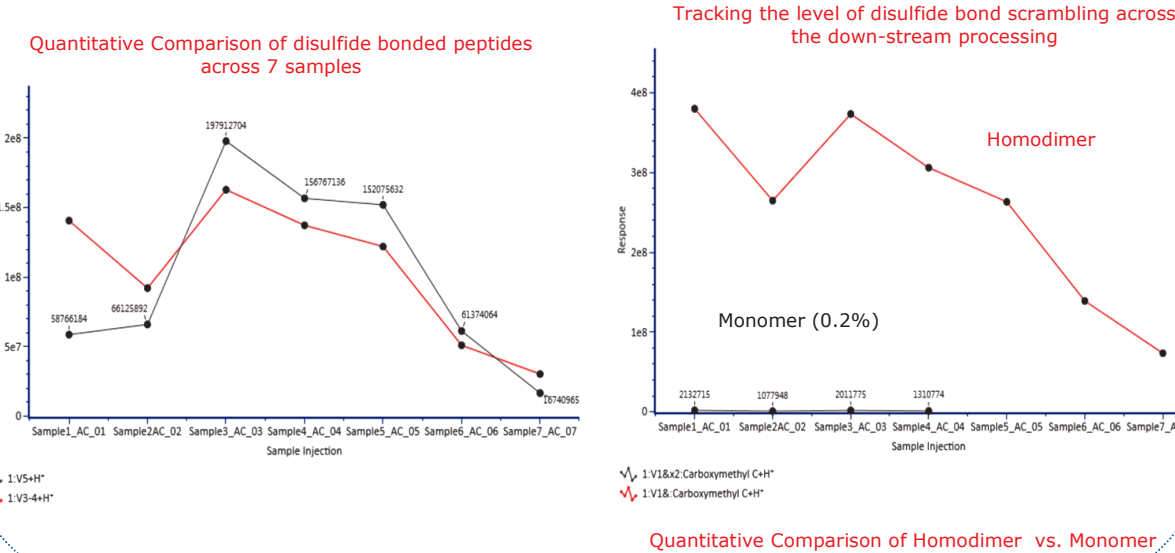 Quantitative Comparison of disulfide bonded peptides
across 7 samples
2e8
1.5e8
1e8
5e7
0
58766184
66125892
197912704
156767136
152075632
61374064
16740965
Sample1_AC_01 Sample2AC_02 Sample3_AC_03 Sample4_AC_04 Sample5_AC_05 Sample6_AC_06 Sample7_AC_07
Sample Injection
1:V5+H⁺
1:V3-4+H⁺
Tracking the level of disulfide bond scrambling across
the down-stream processing
Response
4e8
3e8
2e8
1e8
0
Homodimer
Monomer (0.2%)
2132715
1077948
2011775
1310774
Sample1_AC_01 Sample2AC_02 Sample3_AC_03 Sample4_AC_04 Sample5_AC_05 Sample6_AC_06 Sample7_A
Sample Injection
1:V1&x2:Carboxymethyl C+H⁺
1:V1&:Carboxymethyl C+H⁺
Quantitative Comparison of Homodimer vs. Monomer